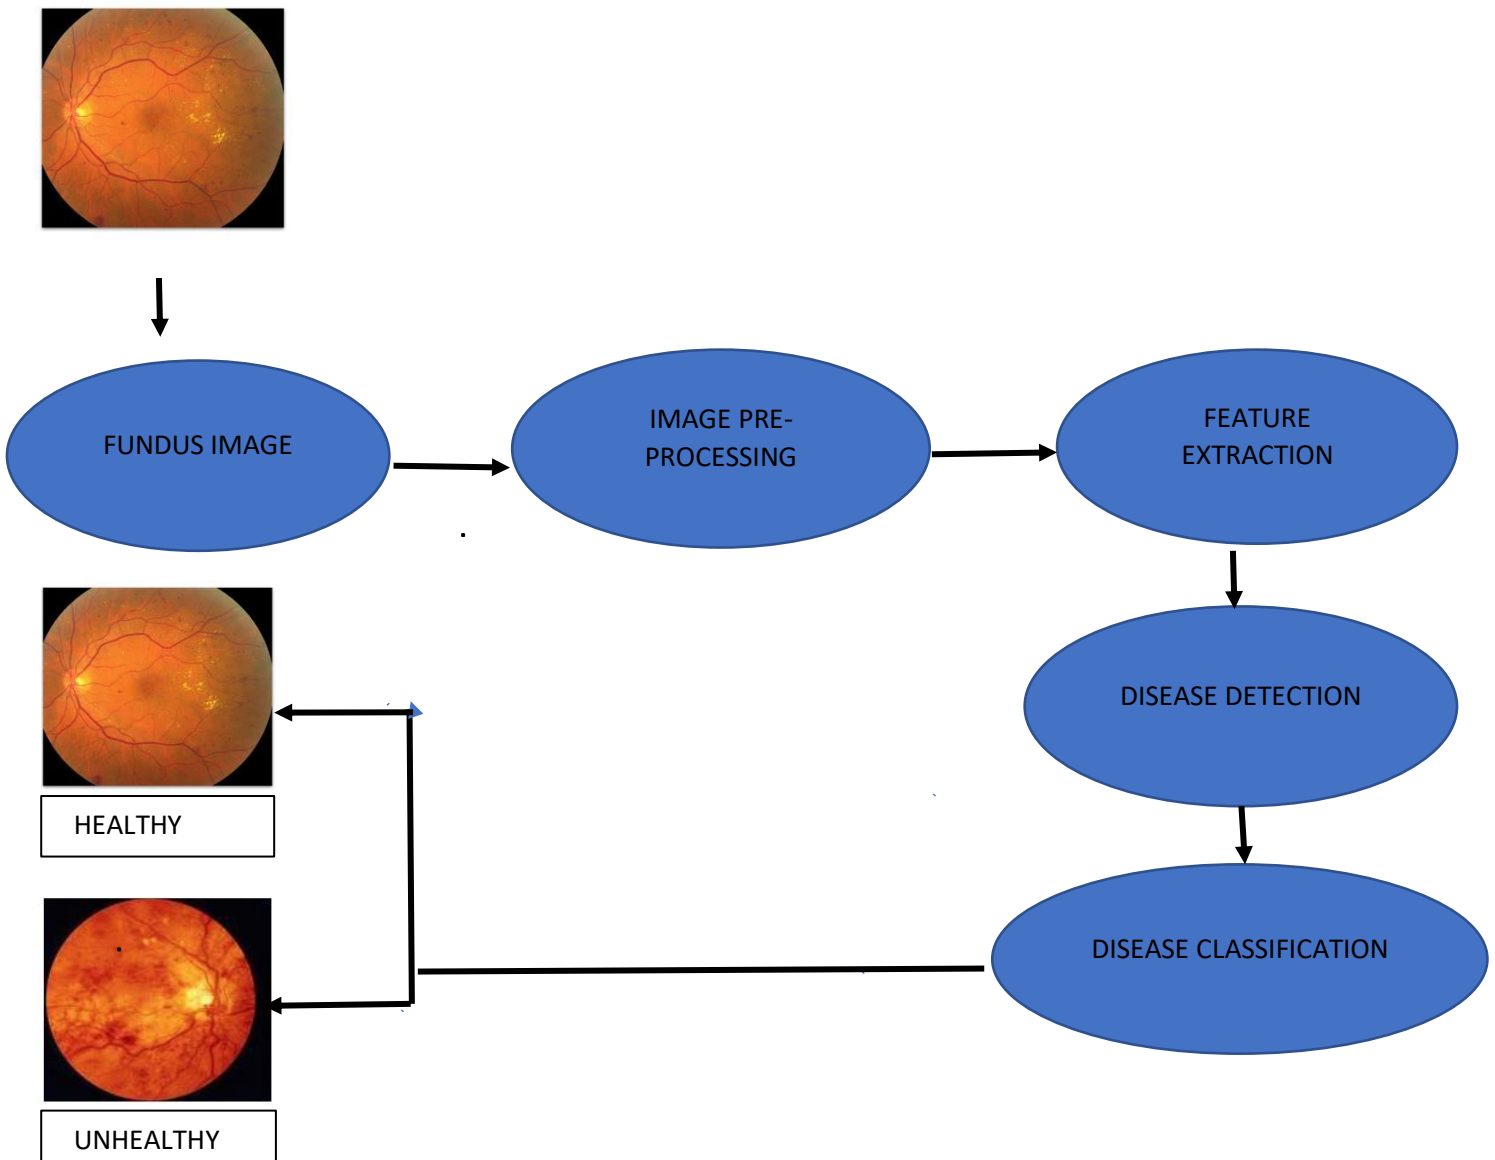 FUNDUS IMAGE
IMAGE PRE-
PROCESSING
FEATURE
EXTRACTION
DISEASE DETECTION
DISEASE CLASSIFICATION
HEALTHY
UNHEALTHY